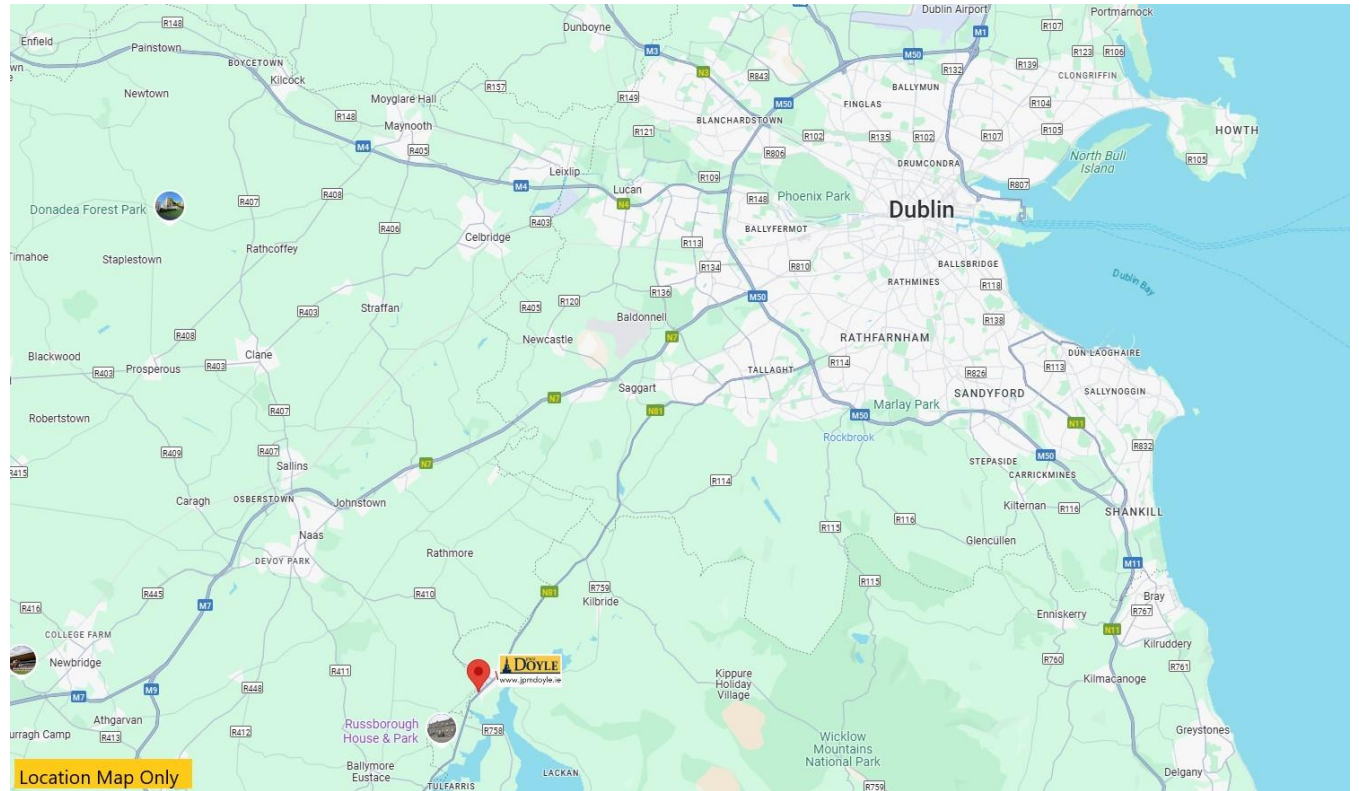 Enfield
R148
Painstown
BOYCETOWN
Kilcock
Dunboyne
M3
N3
R843
M50
Dublin Airport
M1
R107
Portmarnock
R132
R139
R123
R106
CLONGRIFFIN
wn
Newtown
R148
Moyglare Hall
Maynooth
R157
R149
R121
BLANCHARDSTOWN
M50
FINGLAS
BALLYMUN
R104
R105
R102
R135
R102
R107
HOWTH
R105
M4
R405
R806
DRUMCONDRA
North Bull
Island
Leixlip
M4
Lucan
N4
R109
R148
Phoenix Park
Dublin
R807
Donadea Forest Park
R407
R408
R406
R403
Celbridge
R113
BALLYFERMOT
Rathcoffey
imahoe
Staplestown
R134
R810
BALLSBRIDGE
RATHMINES
R118
Dublin Bay
R403
Straffan
R405
R120
R136
M50
Baldonnell
R138
R408
Newcastle
N7
RATHFARNHAM
Blackwood
R403
Prosperous
R403
Clane
TALLAGHT
R114
R826
R113
DUN LAOGHAIRE
Saggart
SANDYFORD
SALLYNOGGIN
N7
N81
Marlay Park
M50
N11
Robertstown
R407
Rockbrook
R832
R409
R407
Sallins
N7
STEPASIDE
M50
CARRICKMINES
R415
R114
Caragh
OSBERSTOWN
Johnstown
Kilternan
R116
SHANKILL
R115
R116
Naas
Glencullen
DEVOY PARK
Rathmore
M11
R445
R410
N81
R759
Kilbride
R115
Bray
R767
R416
M7
Enniskerry
COLLEGE FARM
N11
Kilruddery
Newbridge
R411
DOYLE
www.jpmdoyle.ie
Kippure
Holiday
Village
R760
R761
Kilmacanoge
M7
M9
R448
Athgarvan
urragh Camp
R413
R412
Russborough
House & Park
R758
Wicklow
Mountains
National Park
Greystones
Ballymore
Eustace
LACKAN
Delgany
Location Map Only
TULFARRIS
R759